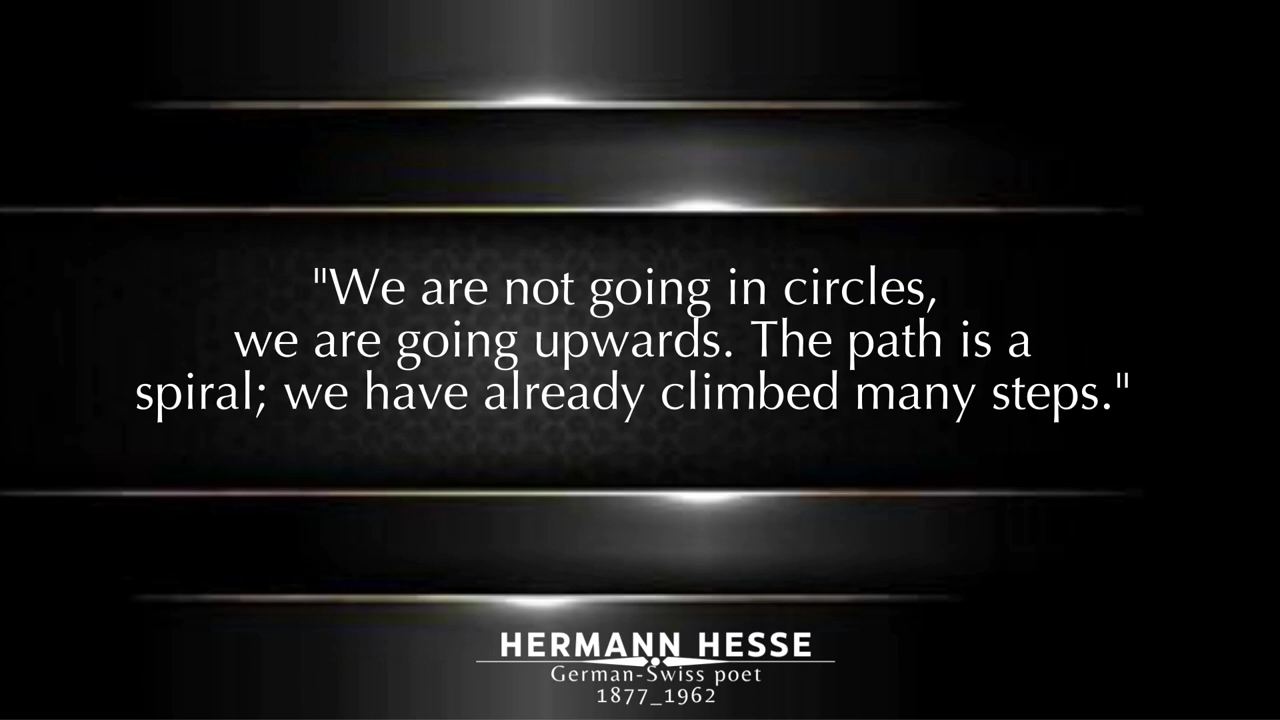 "We are not going in circles,
we are going upwards. The path is a
spiral; we have already climbed many steps."
HERMANN HESSE
German-Swiss poet
1877_1962